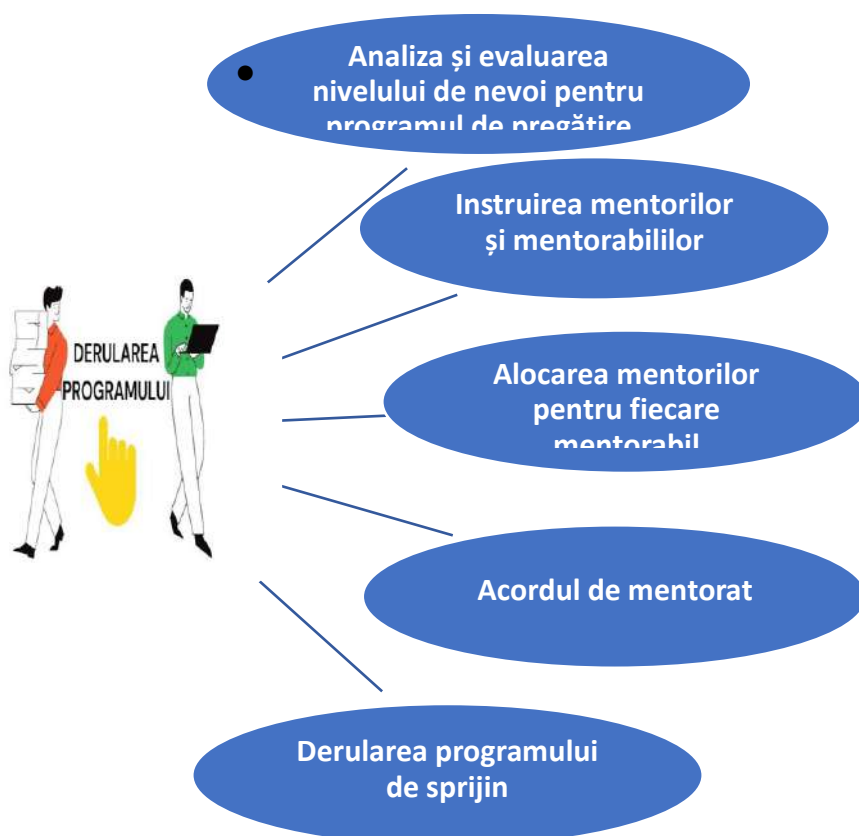 Analiza și evaluarea
nivelului de nevoi pentru
programul de pregătire
Instruirea mentorilor
și mentorabililor
DERULAREA
PROGRAMULUI
Alocarea mentorilor
pentru fiecare
mentorabil
Acordul de mentorat
Derularea programului
de sprijin